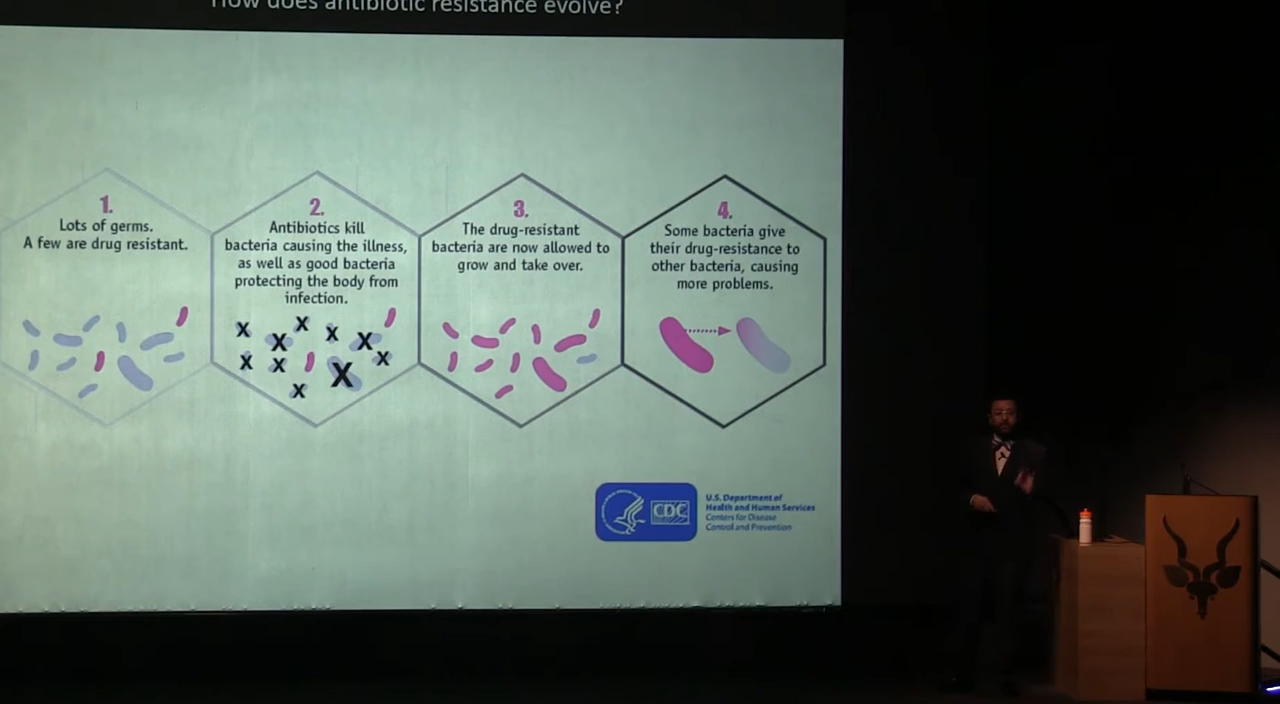 How does antibiotic resistance evolve?
1.
Lots of germs.
A few are drug resistant.
2.
Antibiotics kill
bacteria causing the illness,
as well as good bacteria
protecting the body from
infection.
X X X X X X X X X X
3.
The drug-resistant
bacteria are now allowed to
grow and take over.
4.
Some bacteria give
their drug-resistance to
other bacteria, causing
more problems.
CDC
U.S. Department of
Health and Human Services
Centers for Disease
Control and Prevention